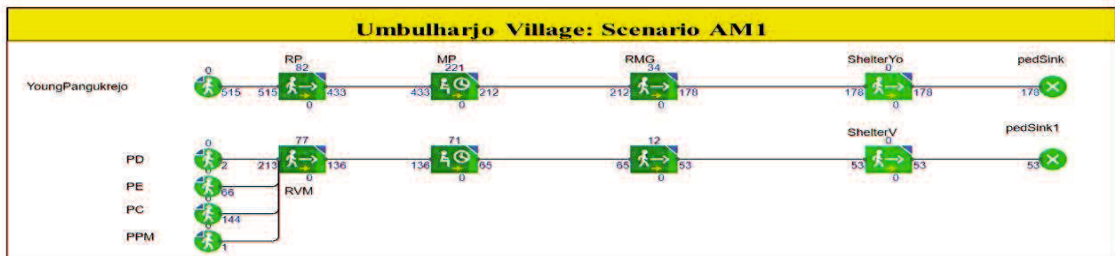 Umbulharjo Village: Scenario AM1
RP MP RMG ShelterYo pedSink
0 82 221 34 0
YoungPangukrejo 515 515 433 433 212 212 178 178 178 178
0 0 0 0
ShelterV pedSink1
0 77 71 12 0
PD 2 213 136 136 65 65 53 53 53 53
0 0 0 0
PE 66 RVM
0
PC 144
0
PPM 1